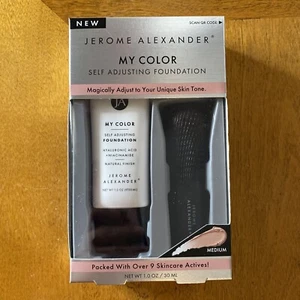 NEW
SCAN QR CODE
JEROME ALEXANDER®
MY COLOR
SELF ADJUSTING FOUNDATION
Magically Adjust to Your Unique Skin Tone.
JA
MY COLOR
SELF ADJUSTING
FOUNDATION
HYALURONIC ACID
+NIACINAMIDE
NATURAL FINISH
JEROME
ALEXANDER®
MEDIUM
Packed With Over 9 Skincare Actives!
NET WT 1.0 OZ / 30 ML